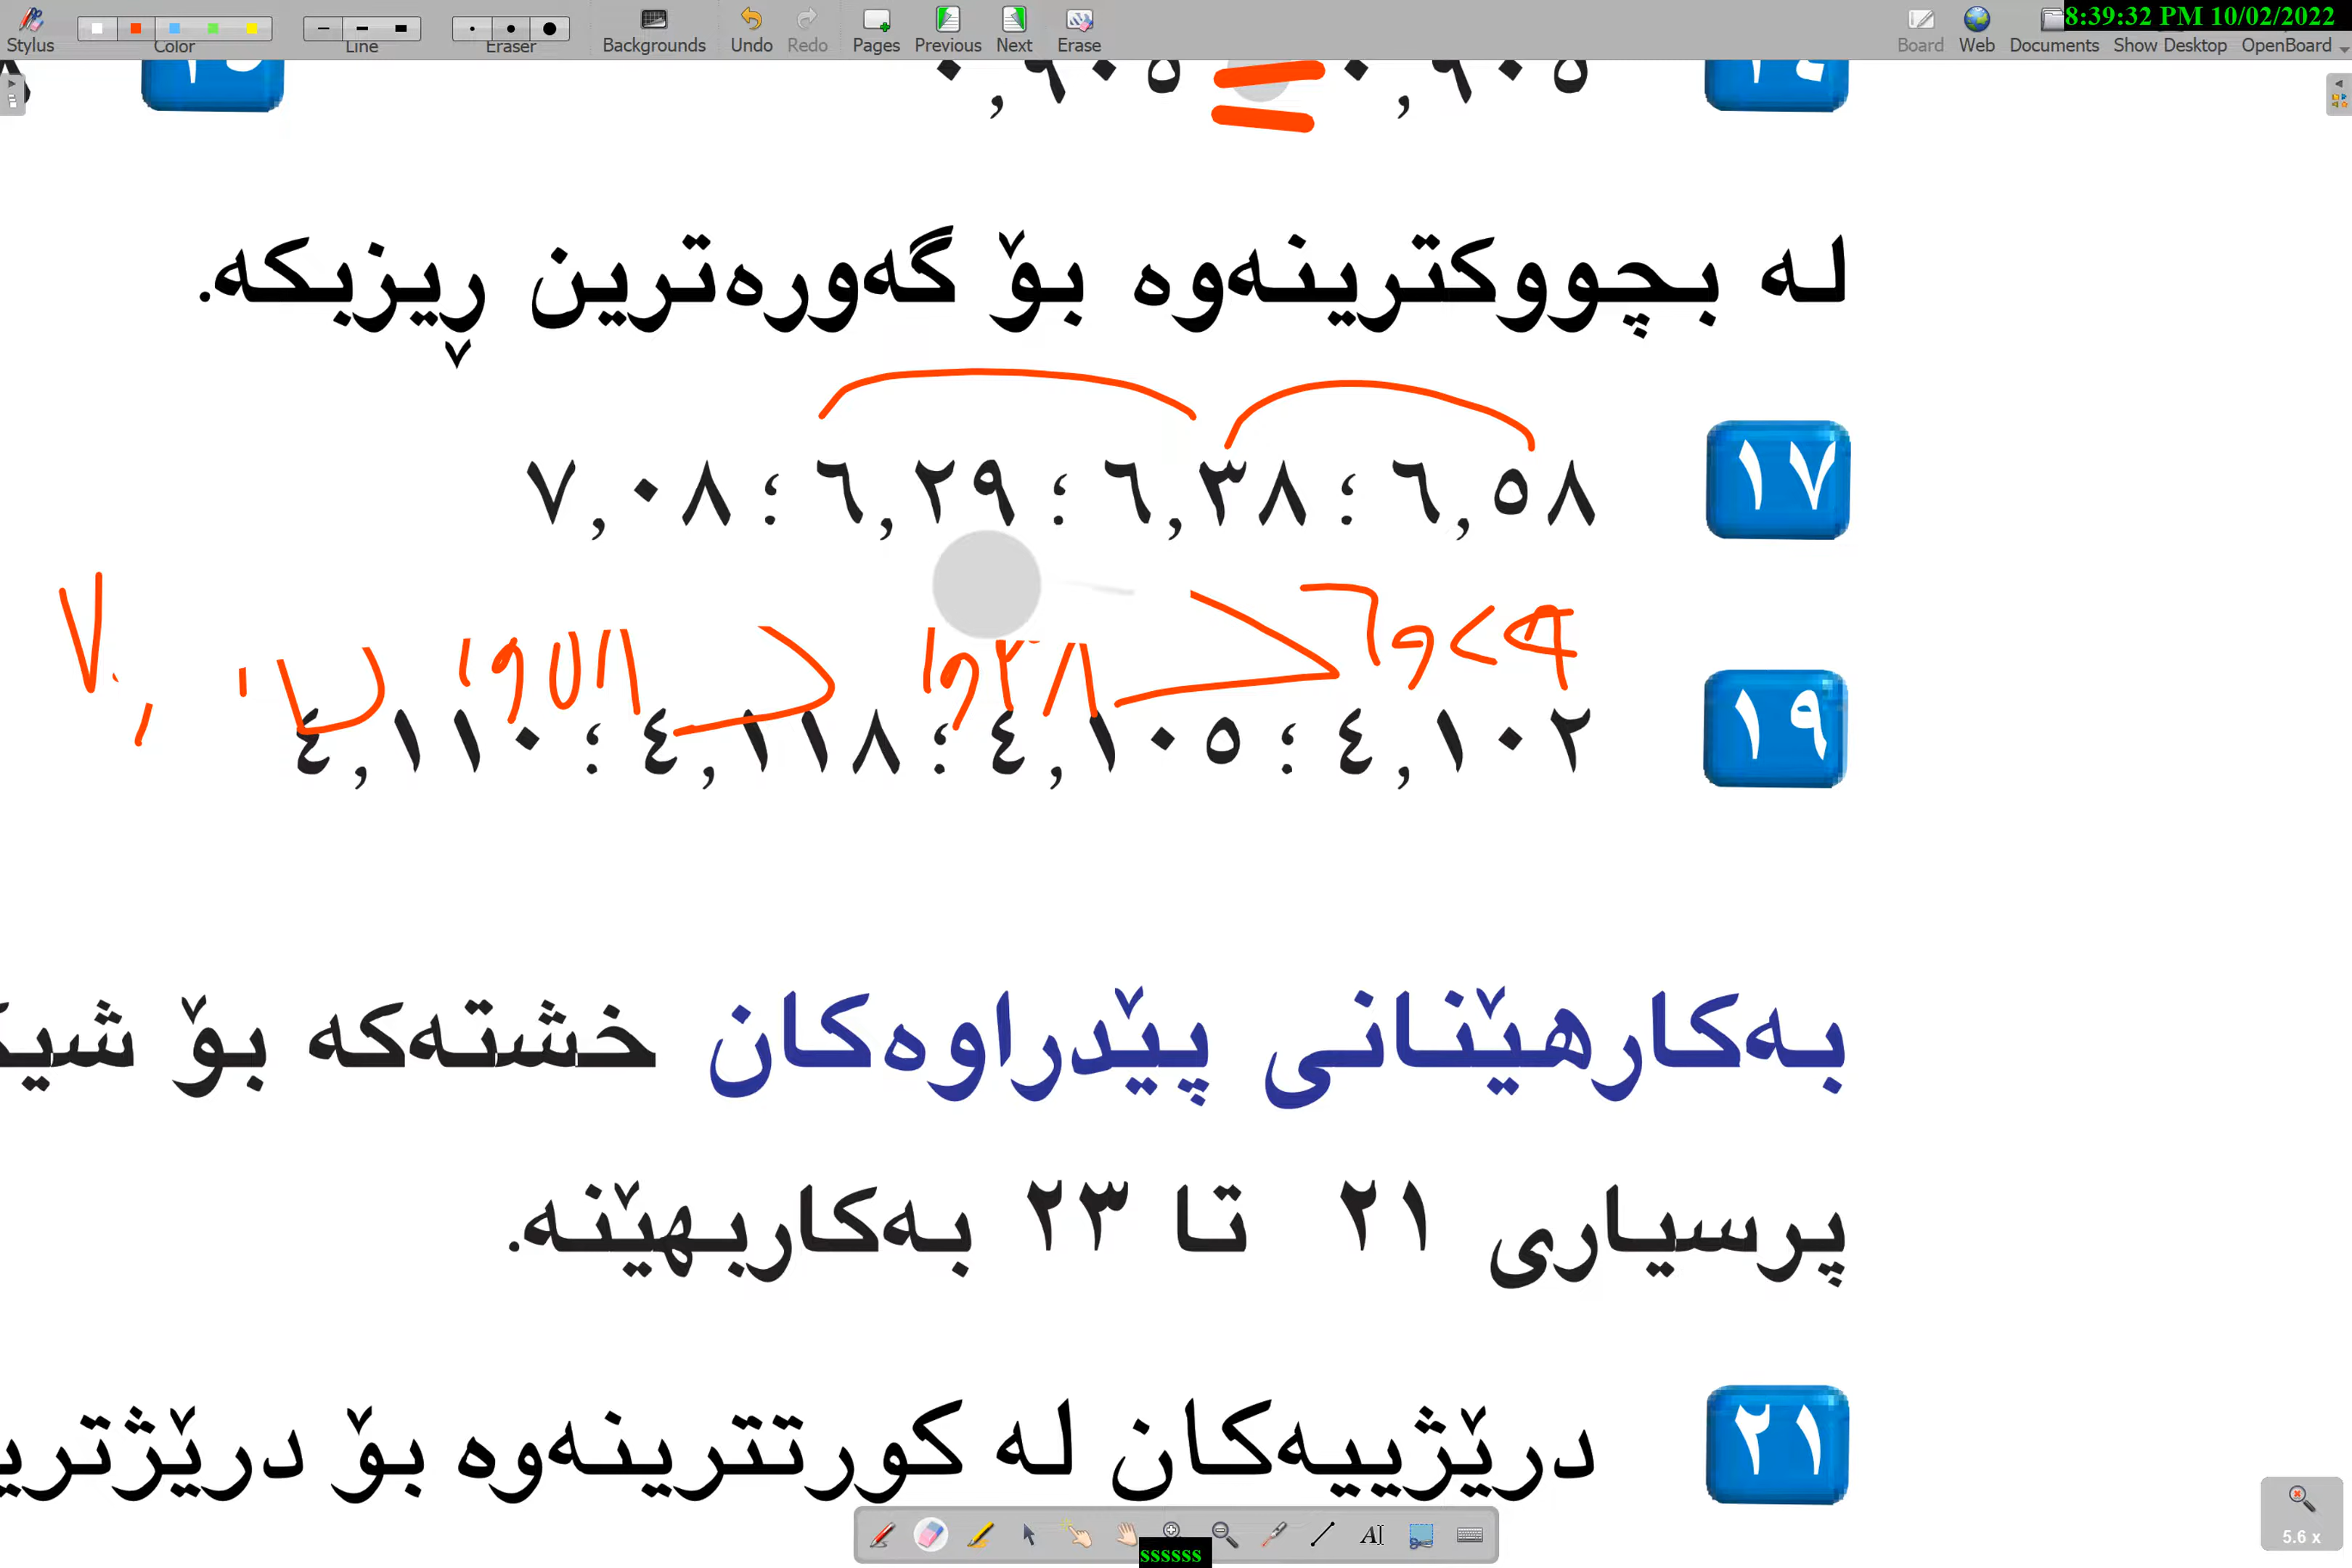 Stylus Color Line Eraser Backgrounds Undo Redo Pages Previous Next Erase Board Web Documents Show Desktop OpenBoard
8:39:32 PM 10/02/2022
٠,٩٠٥ = ٠,٩٠٥
لە بچووکترینەوە بۆ گەورەترین ڕیزبکە.
١٧ ٧,٠٨ ؛ ٦,٢٩ ؛ ٦,٣٨ ؛ ٦,٥٨
١٩ ٤,١١٠ ؛ ٤,١١٨ ؛ ٤,١٠٥ ؛ ٤,١٠٢
بەکارهێنانی پێدراوەکان خشتەکە بۆ
پرسیاری ٢١ تا ٢٣ بەکاربهێنە.
٢١ درێژییەکان لە کورتترینەوە بۆ
5.6 x
ssssss